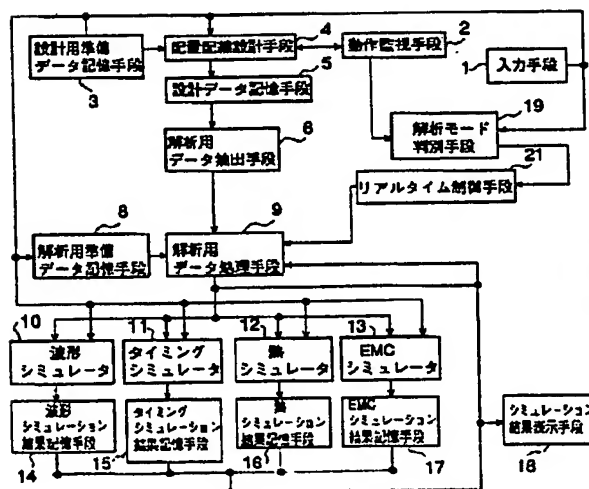 4
2
設計用準備
データ記憶手段
配置配線設計手段
動作監視手段
1
入力手段
3
5
設計データ記憶手段
19
解析モード
判別手段
6
解析用
データ抽出手段
21
リアルタイム制御手段
8
9
解析用準備
データ記憶手段
解析用
データ処理手段
10
11
12
13
波形
シミュレータ
タイミング
シミュレータ
熱
シミュレータ
EMC
シミュレータ
波形
シミュレーション
結果記憶手段
タイミング
シミュレーション
結果記憶手段
熱
シミュレーション
結果記憶手段
EMC
シミュレーション
結果記憶手段
シミュレーション
結果表示手段
14
15
16
17
18